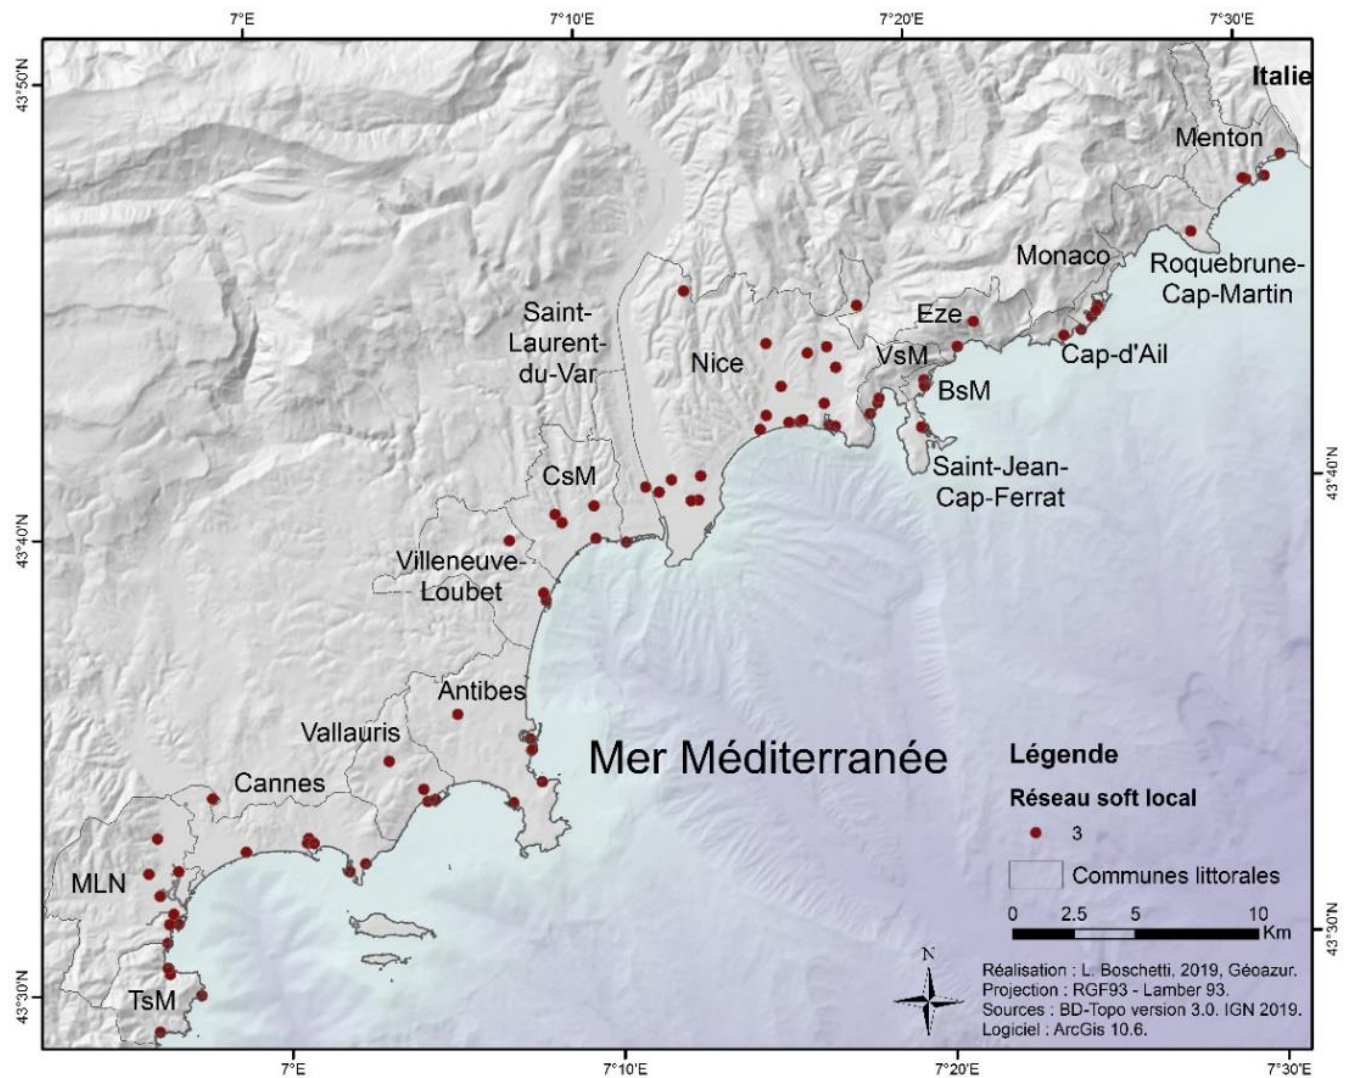 7°E
7°10'E
7°20'E
7°30'E
43°50'N
Italie
Menton
Monaco
Roquebrune-
Cap-Martin
Saint-
Laurent-
du-Var
Eze
Nice
VsM
Cap-d'Ail
BsM
CsM
Saint-Jean-
Cap-Ferrat
43°40'N
43°40'N
Villeneuve-
Loubet
Antibes
Vallauris
Mer Méditerranée
Cannes
MLN
TsM
Légende
Réseau soft local
3
Communes littorales
0 2.5 5 10
Km
43°30'N
43°30'N
N
Réalisation : L. Boschetti, 2019, Géoazur.
Projection : RGF93 - Lamber 93.
Sources : BD-Topo version 3.0. IGN 2019.
Logiciel : ArcGis 10.6.
7°E
7°10'E
7°20'E
7°30'E